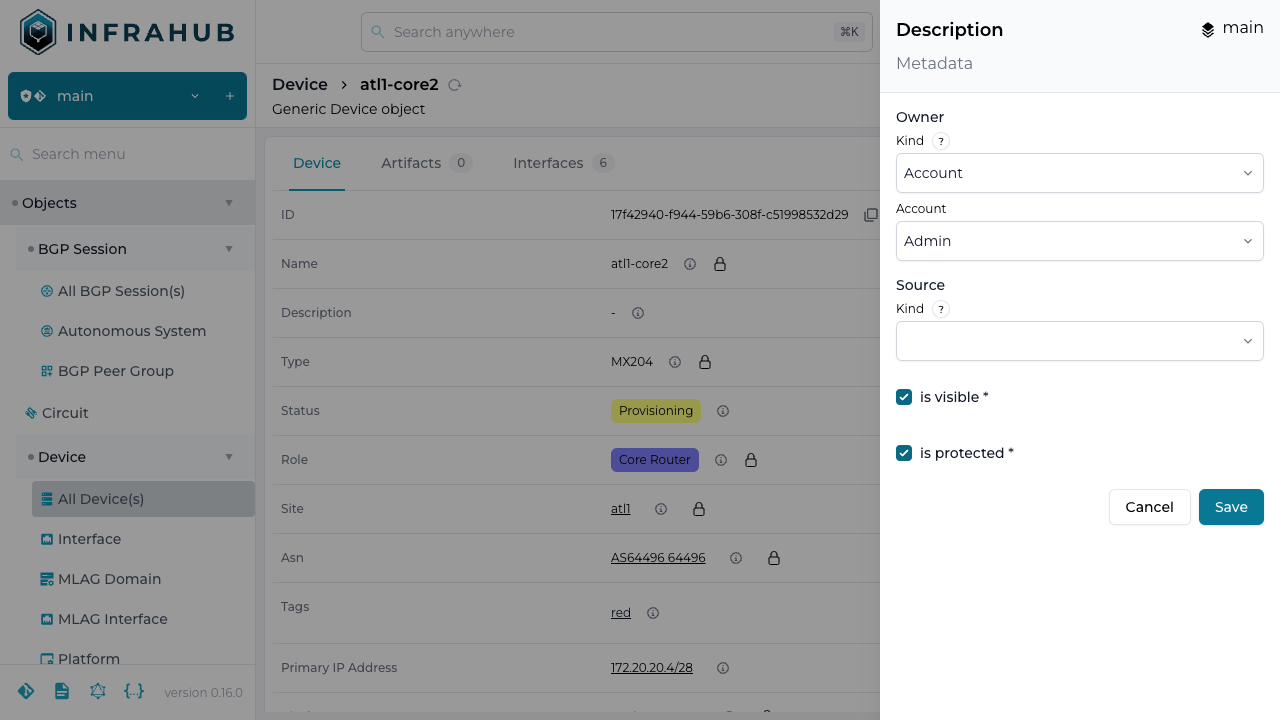 INFRAHUB
main
Search menu
Objects
BGP Session
All BGP Session(s)
Autonomous System
BGP Peer Group
Circuit
Device
All Device(s)
Interface
MLAG Domain
MLAG Interface
Platform
version 0.16.0
Search anywhere
⌘K
Device > atl1-core2
Generic Device object
Device Artifacts 0 Interfaces 6
ID 17f42940-f944-59b6-308f-c51998532d29
Name atl1-core2
Description -
Type MX204
Status Provisioning
Role Core Router
Site atl1
Asn AS64496 64496
Tags red
Primary IP Address 172.20.20.4/28
Description
main
Metadata
Owner
Kind ?
Account
Account
Admin
Source
Kind ?
is visible *
is protected *
Cancel Save